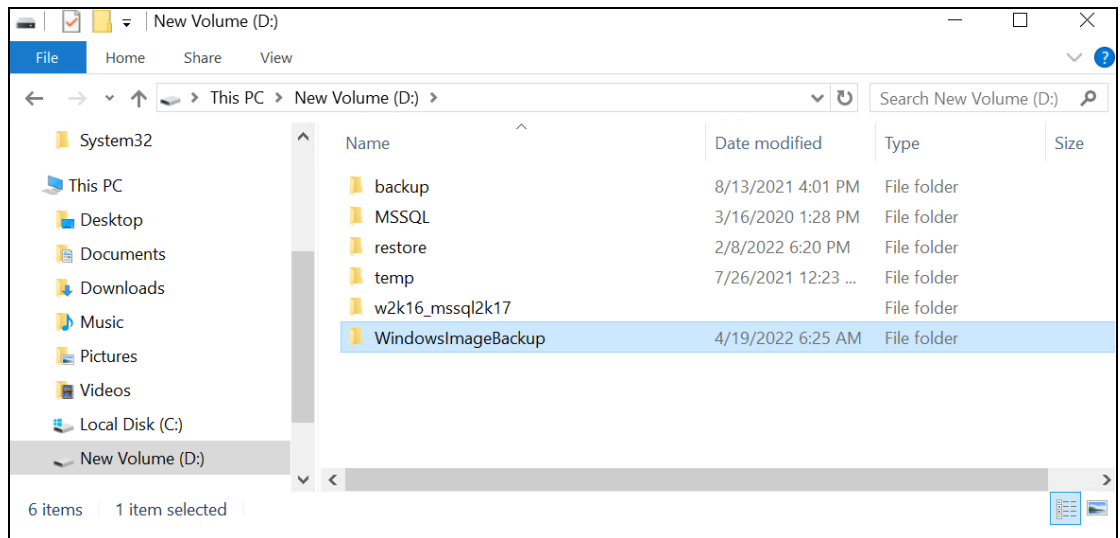 New Volume (D:)
File Home Share View ?
This PC New Volume (D:) Search New Volume (D:)
System32
This PC
Desktop
Documents
Downloads
Music
Pictures
Videos
Local Disk (C:)
New Volume (D:)
Name Date modified Type Size
backup 8/13/2021 4:01 PM File folder
MSSQL 3/16/2020 1:28 PM File folder
restore 2/8/2022 6:20 PM File folder
temp 7/26/2021 12:23 ... File folder
w2k16_mssql2k17 File folder
WindowsImageBackup 4/19/2022 6:25 AM File folder
6 items 1 item selected